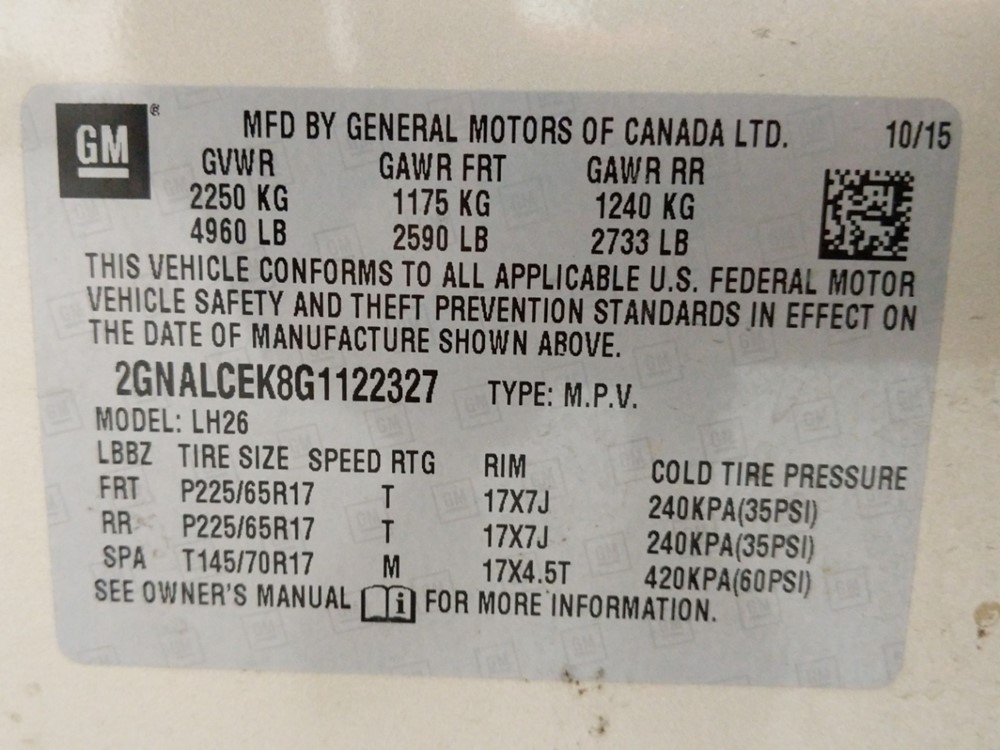 GM®
MFD BY GENERAL MOTORS OF CANADA LTD. 10/15
GVWR GAWR FRT GAWR RR
2250 KG 1175 KG 1240 KG
4960 LB 2590 LB 2733 LB
THIS VEHICLE CONFORMS TO ALL APPLICABLE U.S. FEDERAL MOTOR
VEHICLE SAFETY AND THEFT PREVENTION STANDARDS IN EFFECT ON
THE DATE OF MANUFACTURE SHOWN ABOVE.
2GNALCEK8G1122327 TYPE: M.P.V.
MODEL: LH26
LBBZ TIRE SIZE SPEED RTG RIM COLD TIRE PRESSURE
FRT P225/65R17 T 17X7J 240KPA(35PSI)
RR P225/65R17 T 17X7J 240KPA(35PSI)
SPA T145/70R17 M 17X4.5T 420KPA(60PSI)
SEE OWNER'S MANUAL i FOR MORE INFORMATION.